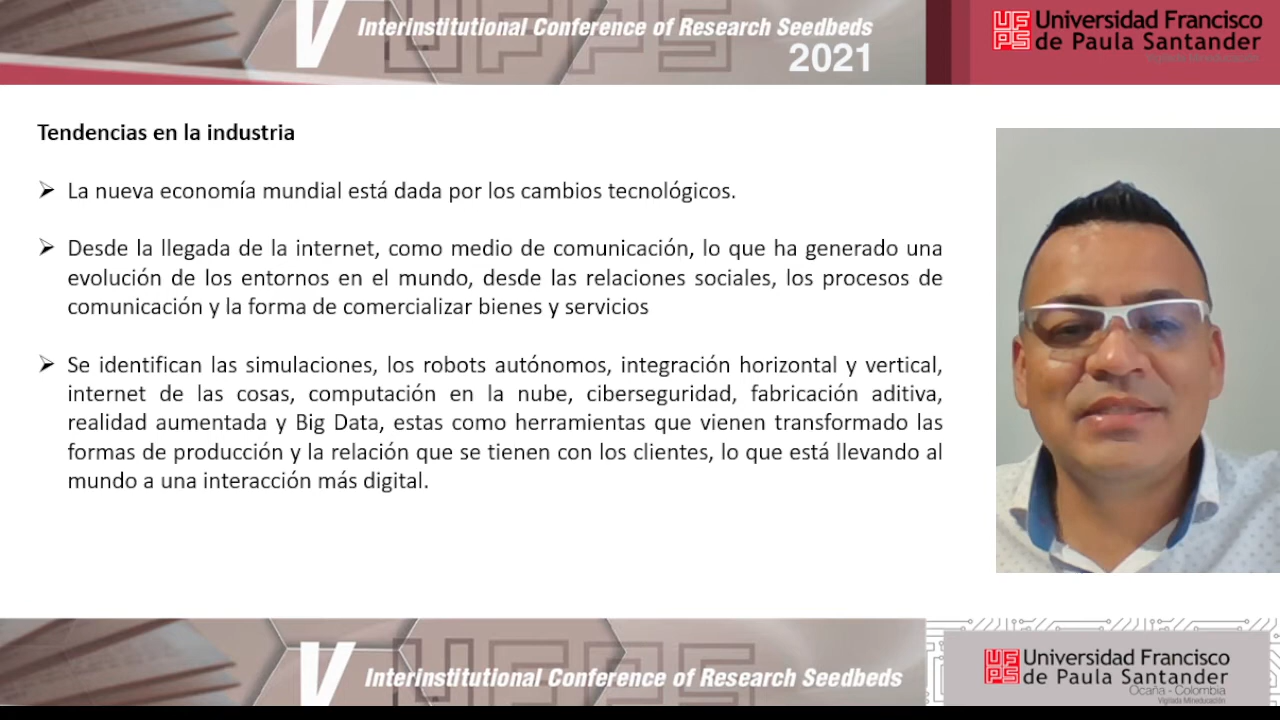 V
Interinstitutional Conference of Research Seedbeds
2021
UFPS
UFPS
Universidad Francisco
de Paula Santander
Vigilada Mineducación
Tendencias en la industria
➢ La nueva economía mundial está dada por los cambios tecnológicos.
➢ Desde la llegada de la internet, como medio de comunicación, lo que ha generado una
evolución de los entornos en el mundo, desde las relaciones sociales, los procesos de
comunicación y la forma de comercializar bienes y servicios
➢ Se identifican las simulaciones, los robots autónomos, integración horizontal y vertical,
internet de las cosas, computación en la nube, ciberseguridad, fabricación aditiva,
realidad aumentada y Big Data, estas como herramientas que vienen transformado las
formas de producción y la relación que se tienen con los clientes, lo que está llevando al
mundo a una interacción más digital.
V
UFPS
Interinstitutional Conference of Research Seedbeds
UFPS
Universidad Francisco
de Paula Santander
Ocaña - Colombia
Vigilada Mineducación